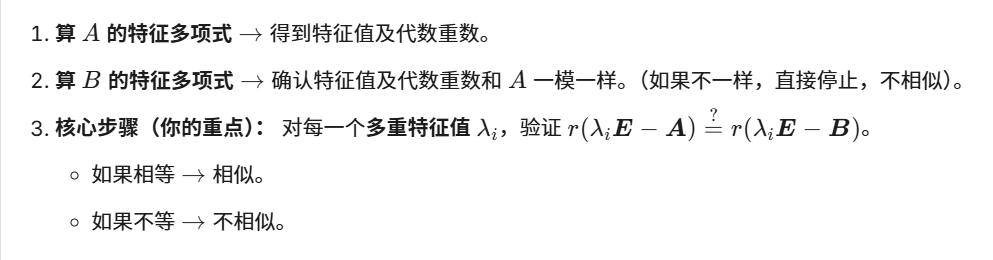 1. 算 A 的特征多项式 → 得到特征值及代数重数。
2. 算 B 的特征多项式 → 确认特征值及代数重数和 A 一模一样。（如果不一样，直接停止，不相似）。
3. 核心步骤（你的重点）： 对每一个多重特征值 λᵢ，验证 r(λᵢE − A) ≟ r(λᵢE − B)。
◦ 如果相等 → 相似。
◦ 如果不等 → 不相似。